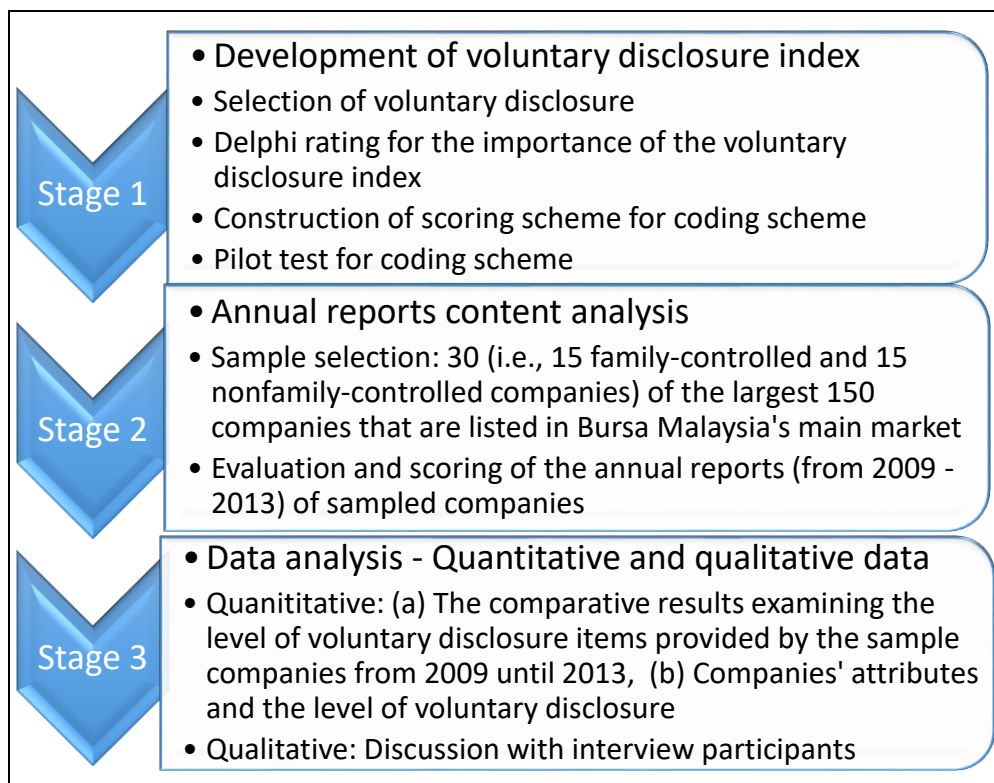 Stage 1
• Development of voluntary disclosure index
• Selection of voluntary disclosure
• Delphi rating for the importance of the voluntary
disclosure index
• Construction of scoring scheme for coding scheme
• Pilot test for coding scheme
Stage 2
• Annual reports content analysis
• Sample selection: 30 (i.e., 15 family-controlled and 15
nonfamily-controlled companies) of the largest 150
companies that are listed in Bursa Malaysia's main market
• Evaluation and scoring of the annual reports (from 2009 -
2013) of sampled companies
Stage 3
• Data analysis - Quantitative and qualitative data
• Quanititative: (a) The comparative results examining the
level of voluntary disclosure items provided by the sample
companies from 2009 until 2013, (b) Companies' attributes
and the level of voluntary disclosure
• Qualitative: Discussion with interview participants